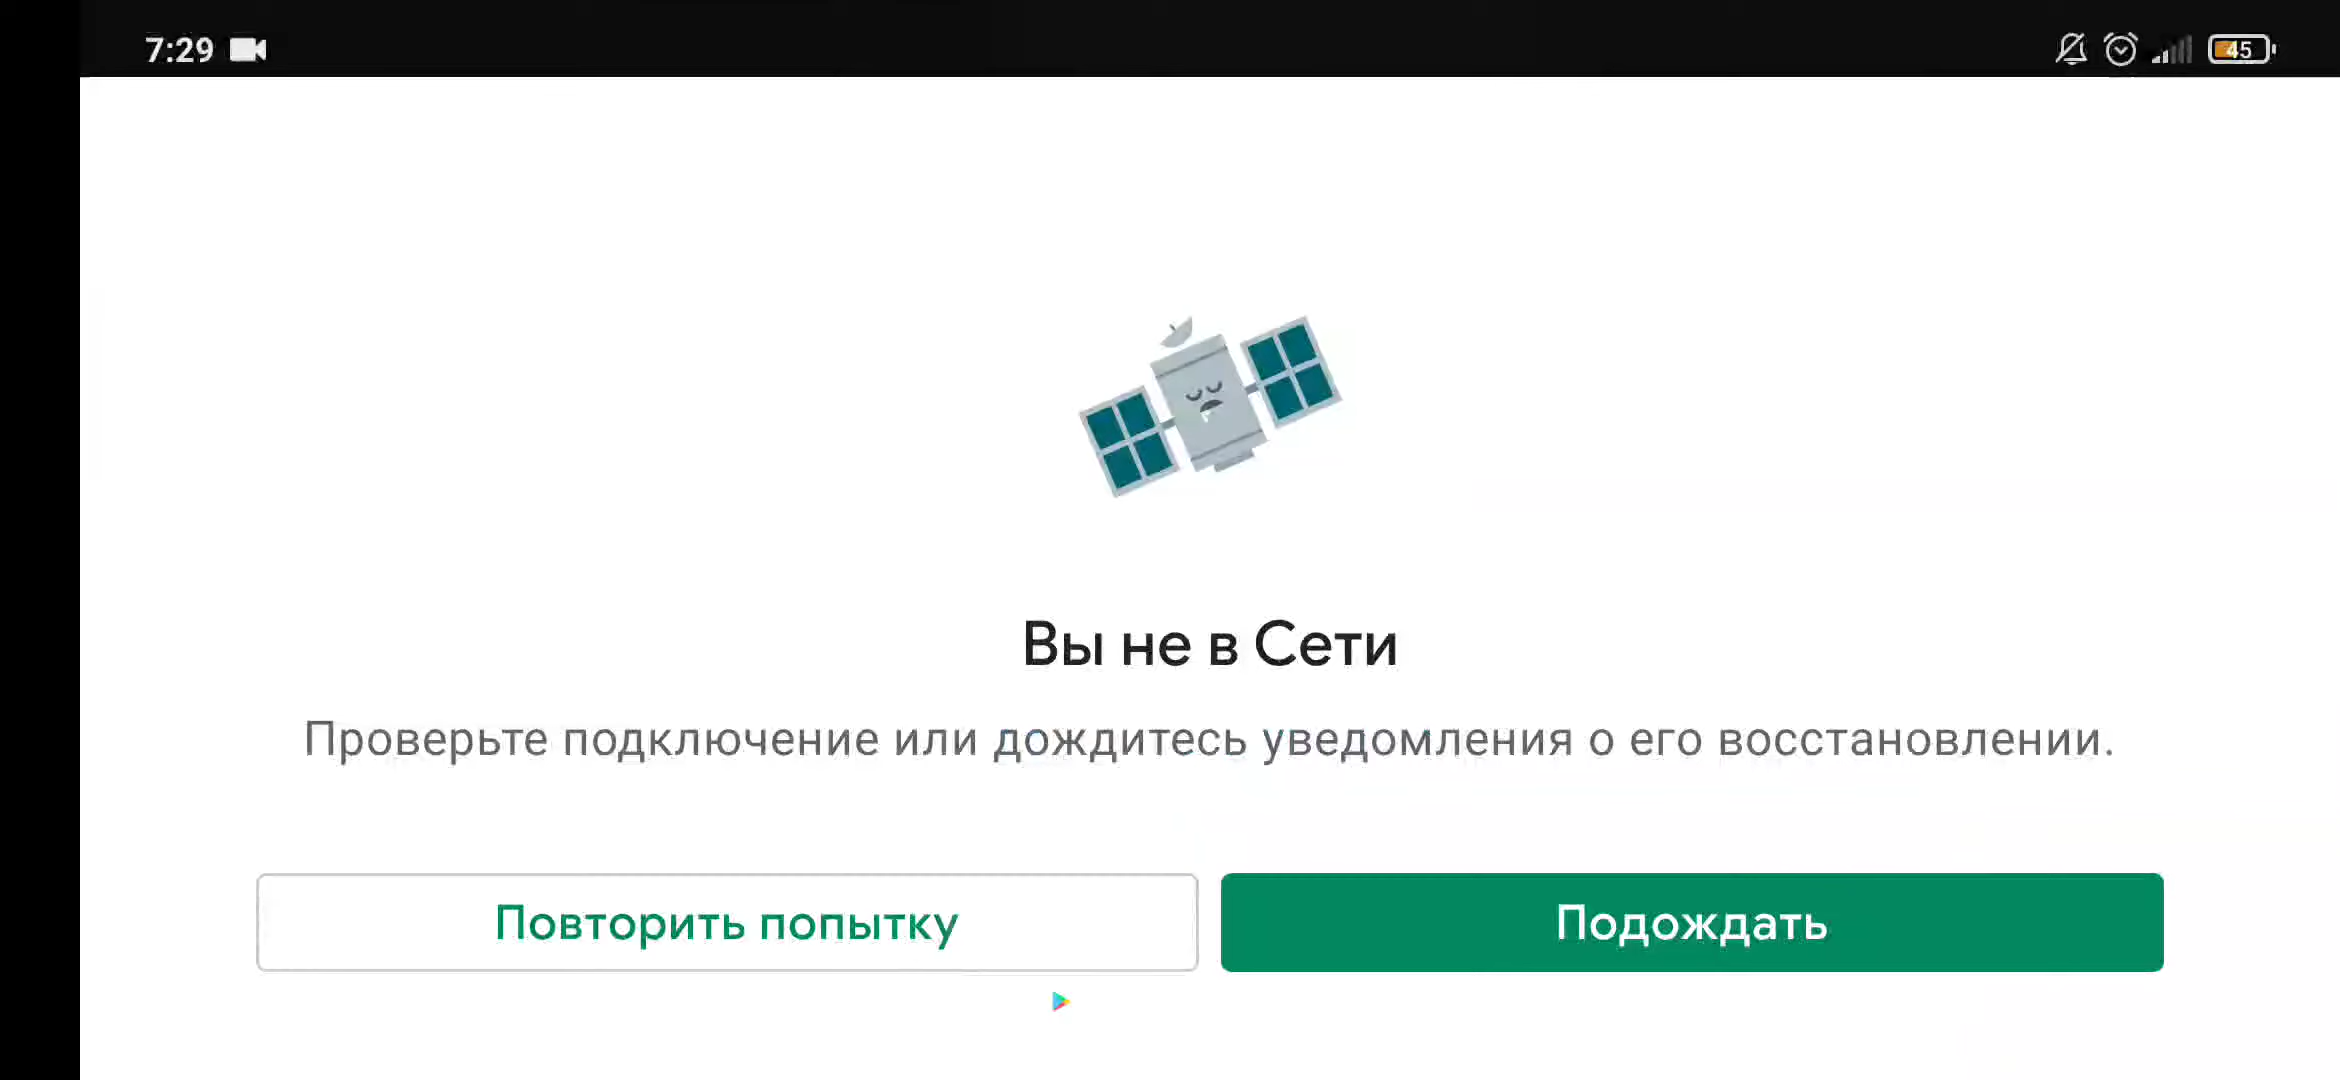 7:29
45
Вы не в Сети
Проверьте подключение или дождитесь уведомления о его восстановлении.
Повторить попытку
Подождать